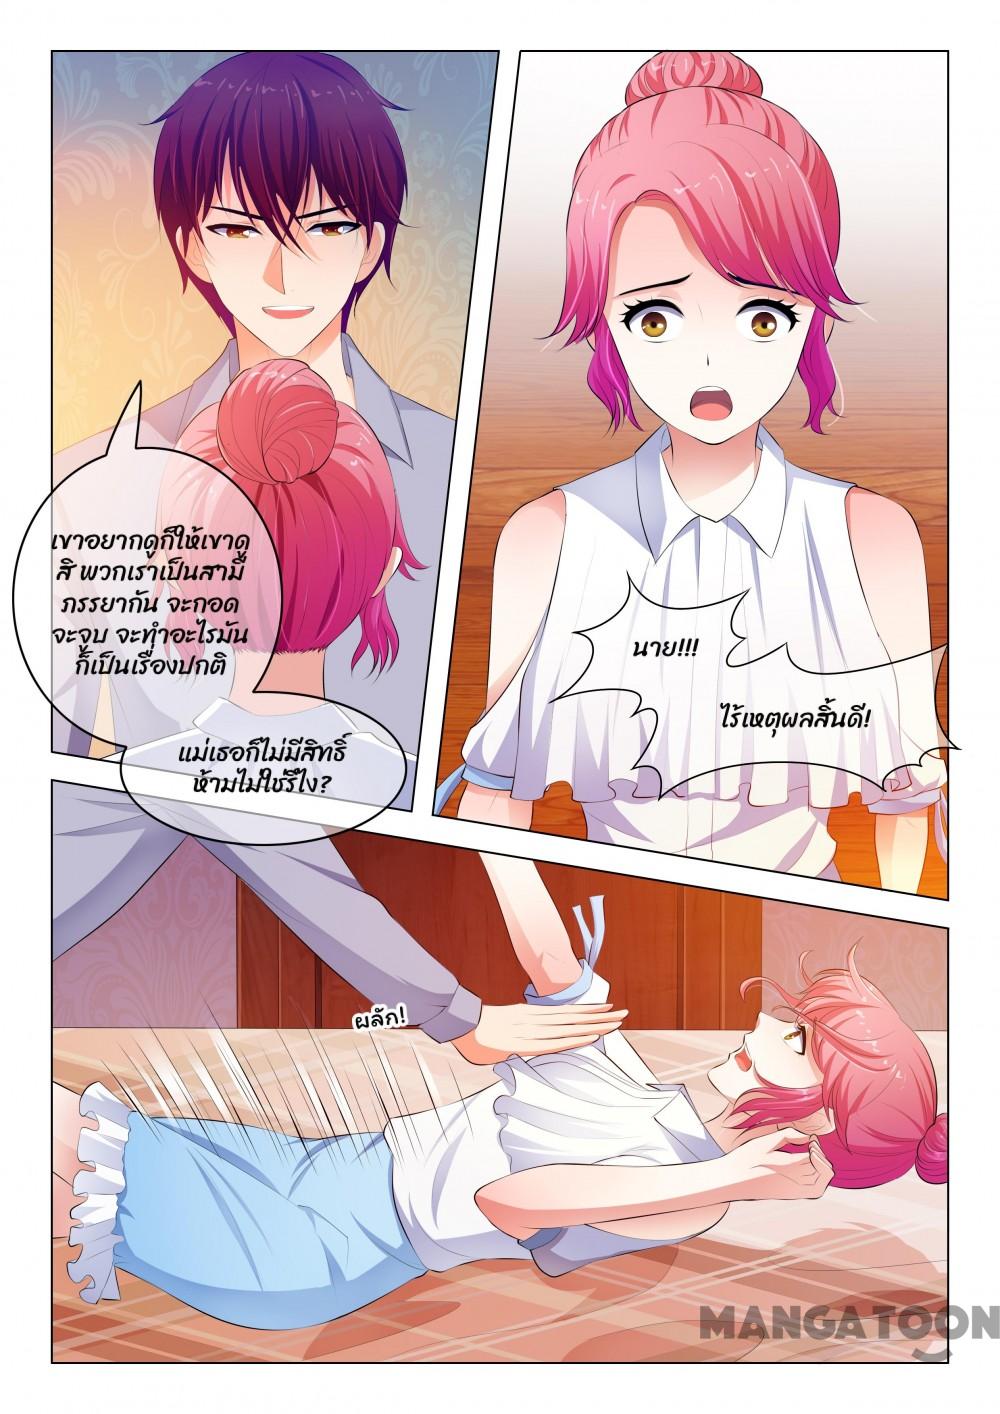 เขาอยากดูก็ให้เขาดู
สิ พวกเราเป็นสามี
ภรรยากัน จะกอด
จะจูบ จะทำอะไรมัน
ก็เป็นเรื่องปกติ
แม่เธอก็ไม่มีสิทธิ์
ห้ามไม่ใช่รึไง?
นาย!!!
ไร้เหตุผลสิ้นดี!
ผลัก!
MANGATOON